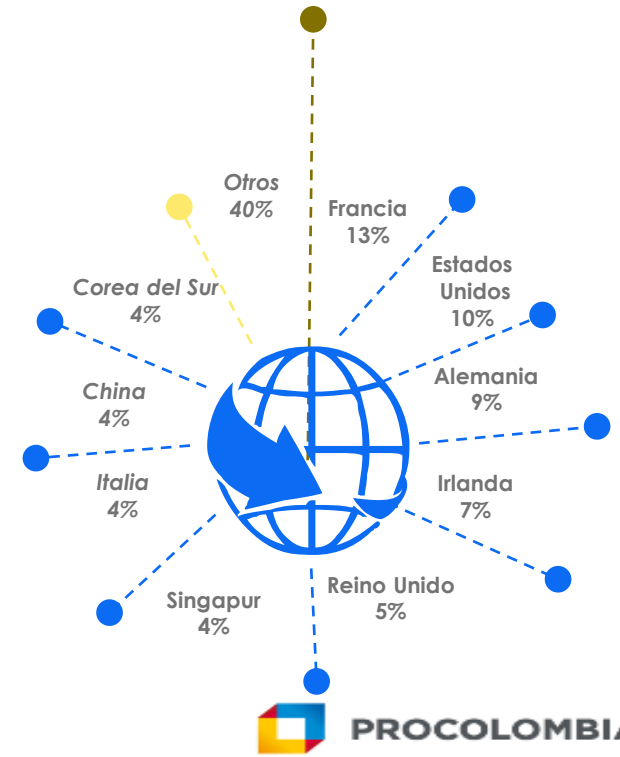 Otros
40%
Francia
13%
Estados
Unidos
10%
Corea del Sur
4%
Alemania
9%
China
4%
Irlanda
7%
Italia
4%
Reino Unido
5%
Singapur
4%
PROCOLOMBIA